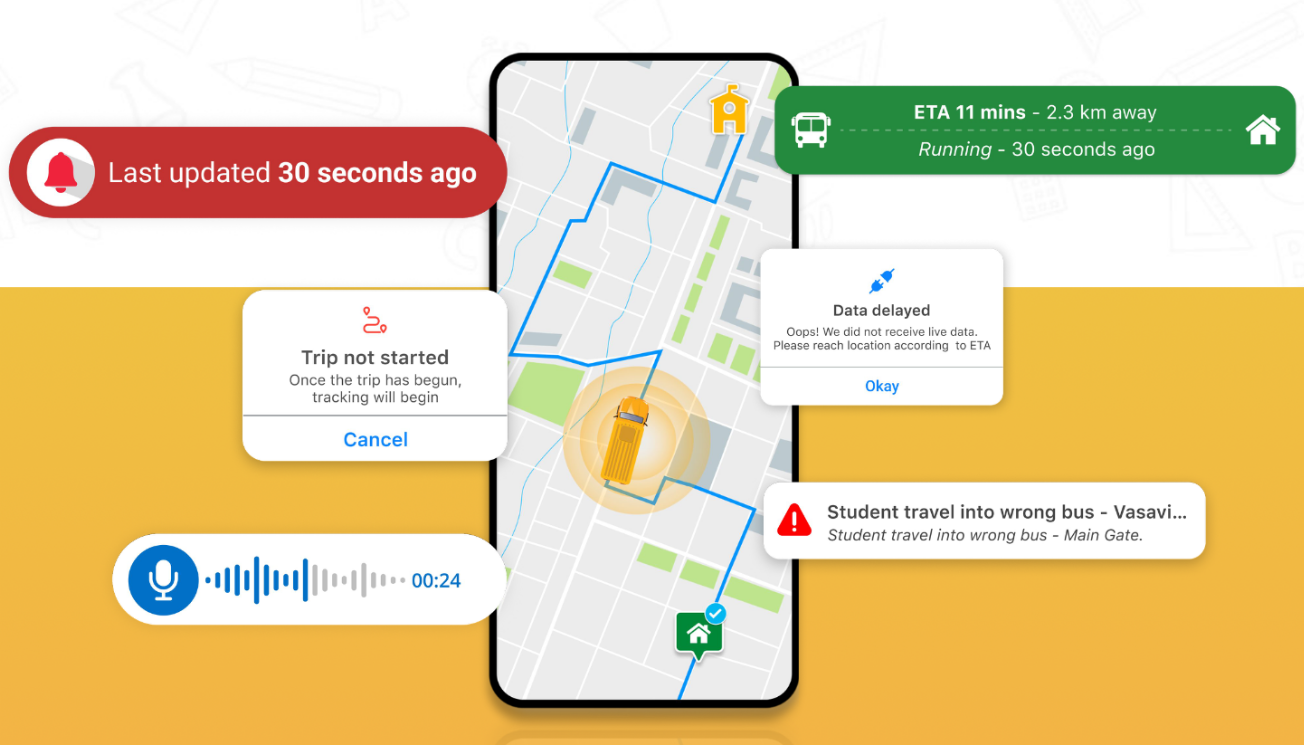 ETA 11 mins - 2.3 km away
Running - 30 seconds ago
Last updated 30 seconds ago
Data delayed
Oops! We did not receive live data.
Please reach location according to ETA
Okay
Trip not started
Once the trip has begun,
tracking will begin
Cancel
Student travel into wrong bus - Vasavi...
Student travel into wrong bus - Main Gate.
00:24